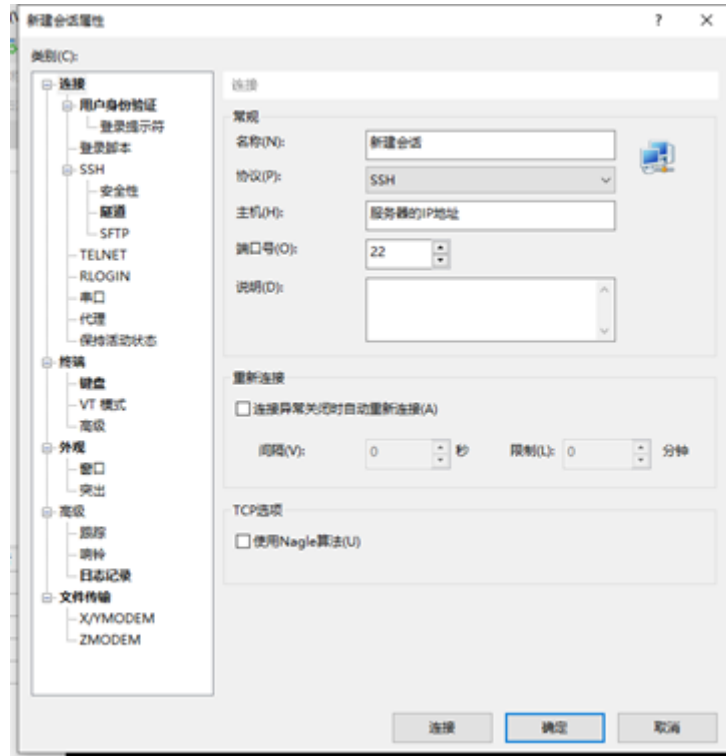 新建会话属性
?
×
类别(C):
连接
用户身份验证
登录提示符
登录脚本
SSH
安全性
隧道
SFTP
TELNET
RLOGIN
串口
代理
保持活动状态
终端
键盘
VT 模式
高级
外观
窗口
突出
高级
跟踪
响铃
日志记录
文件传输
X/YMODEM
ZMODEM
连接
常规
名称(N): 新建会话
协议(P): SSH
主机(H): 服务器的IP地址
端口号(O): 22
说明(D):
重新连接
连接异常关闭时自动重新连接(A)
间隔(V): 0 秒 限制(L): 0 分钟
TCP选项
使用Nagle算法(U)
连接 确定 取消